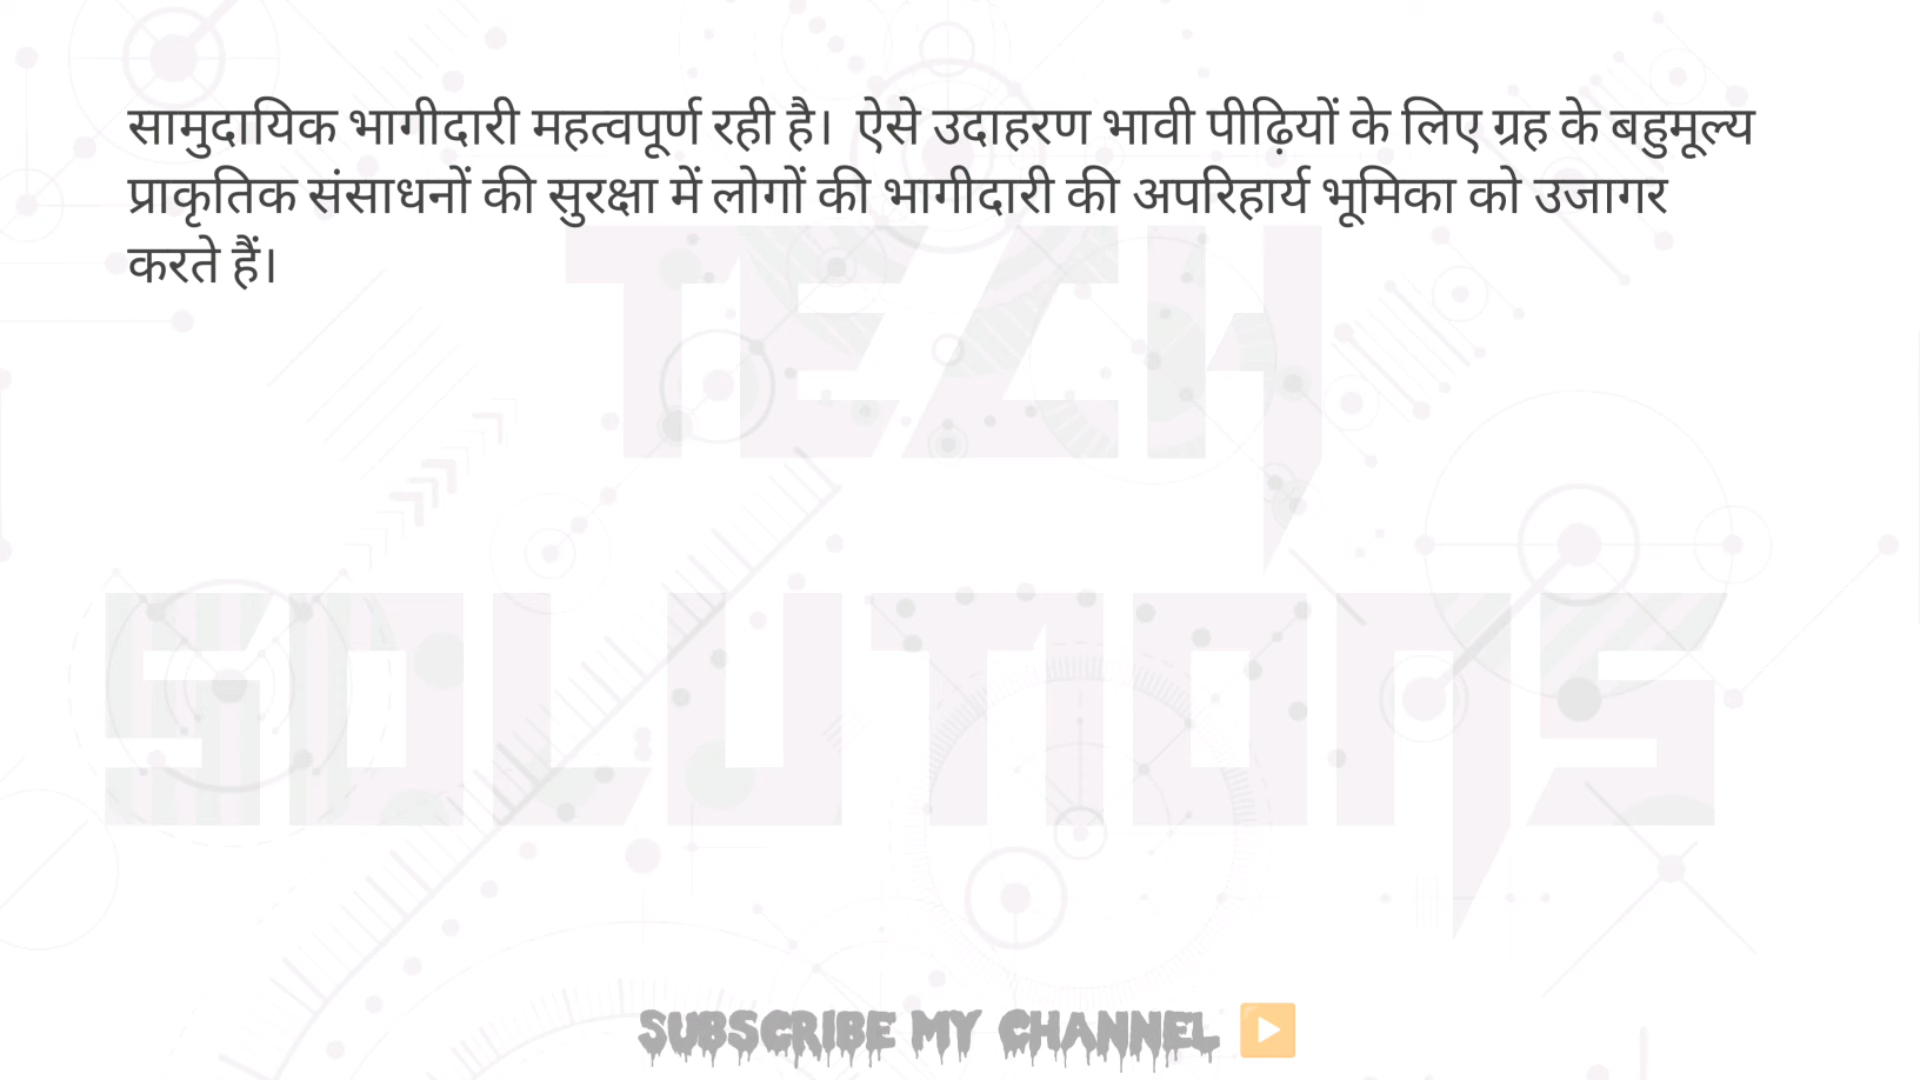 सामुदायिक भागीदारी महत्वपूर्ण रही है। ऐसे उदाहरण भावी पीढ़ियों के लिए ग्रह के बहुमूल्य
प्राकृतिक संसाधनों की सुरक्षा में लोगों की भागीदारी की अपरिहार्य भूमिका को उजागर
करते हैं।
TECH
SOLUTIONS
SUBSCRIBE MY CHANNEL